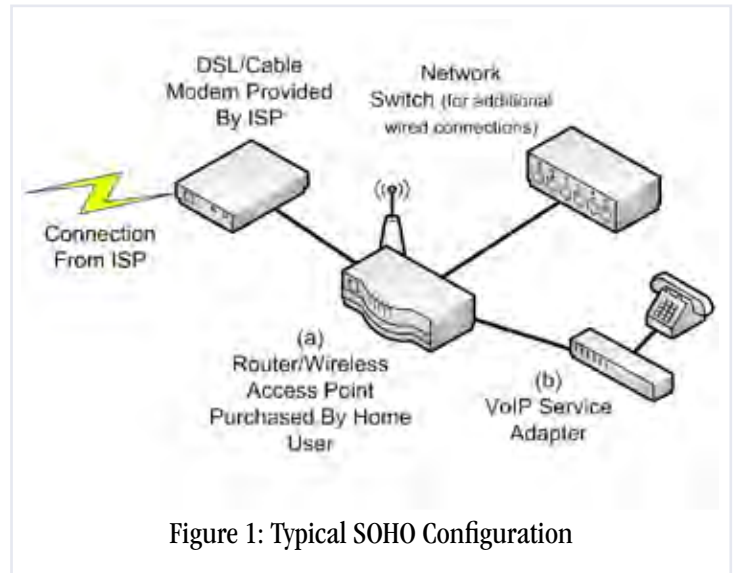 DSL/Cable
Modem Provided
By ISP
Network
Switch (for additional
wired connections)
Connection
From ISP
(a)
Router/Wireless
Access Point
Purchased By Home
User
(b)
VoIP Service
Adapter
Figure 1: Typical SOHO Configuration